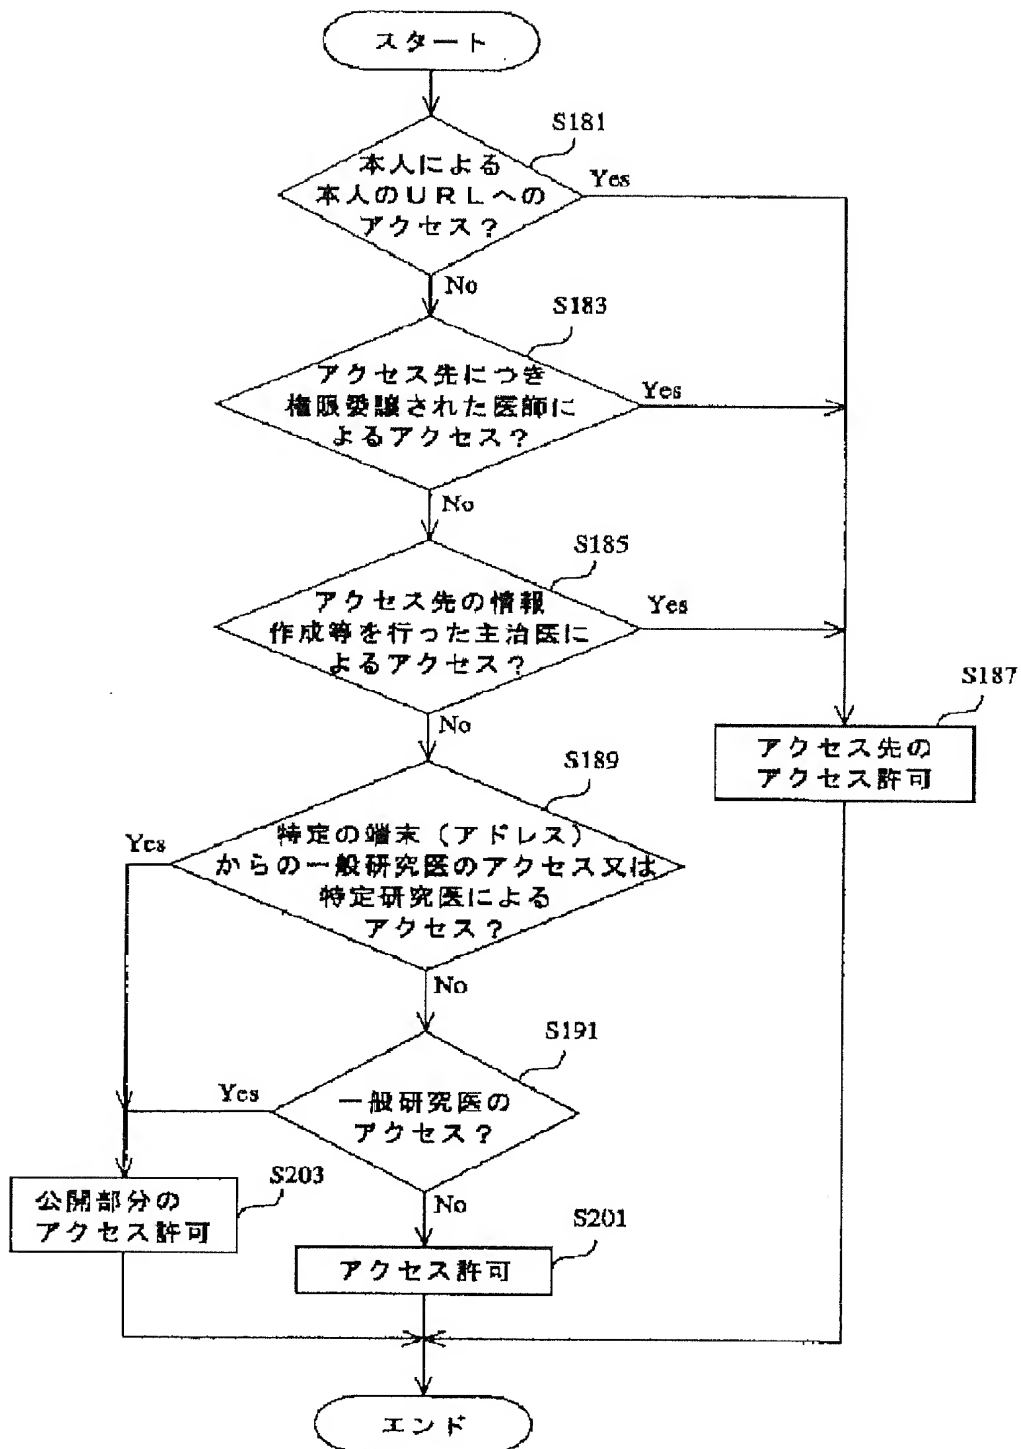 スタート
S181
本人による
本人のＵＲＬへの
アクセス？
Yes
No
S183
アクセス先につき
権限委譲された医師に
よるアクセス？
Yes
No
S185
アクセス先の情報
作成等を行った主治医に
よるアクセス？
Yes
No
S187
アクセス先の
アクセス許可
S189
特定の端末（アドレス）
からの一般研究医のアクセス又は
特定研究医による
アクセス？
Yes
No
S191
一般研究医の
アクセス？
Yes
No
S203
公開部分の
アクセス許可
S201
アクセス許可
エンド